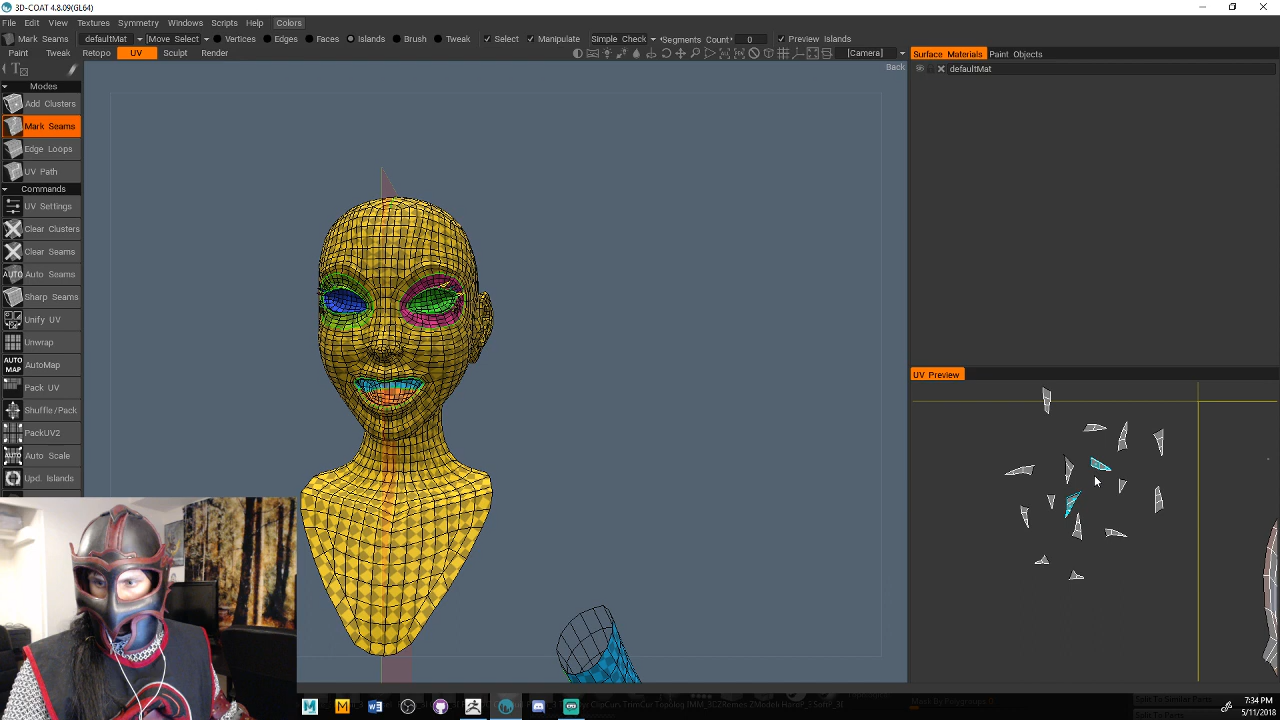 3D-COAT 4.8.09(GL64)
File Edit View Textures Symmetry Windows Scripts Help Colors
Mark Seams defaultMat [Move Select] Vertices Edges Faces Islands Brush Tweak Select Manipulate Simple Check Segments Count 0 Preview Islands
Paint Tweak Retopo UV Sculpt Render [Camera]
Surface Materials Paint Objects
Back
defaultMat
Modes
Add Clusters
Mark Seams
Edge Loops
UV Path
Commands
UV Settings
Clear Clusters
Clear Seams
AUTO Auto Seams
Sharp Seams
Unify UV
Unwrap
AUTO MAP AutoMap
Pack UV
Shuffle/Pack
PackUV2
AUTO Auto Scale
Upd. Islands
UV Preview
7:34 PM
5/11/2018